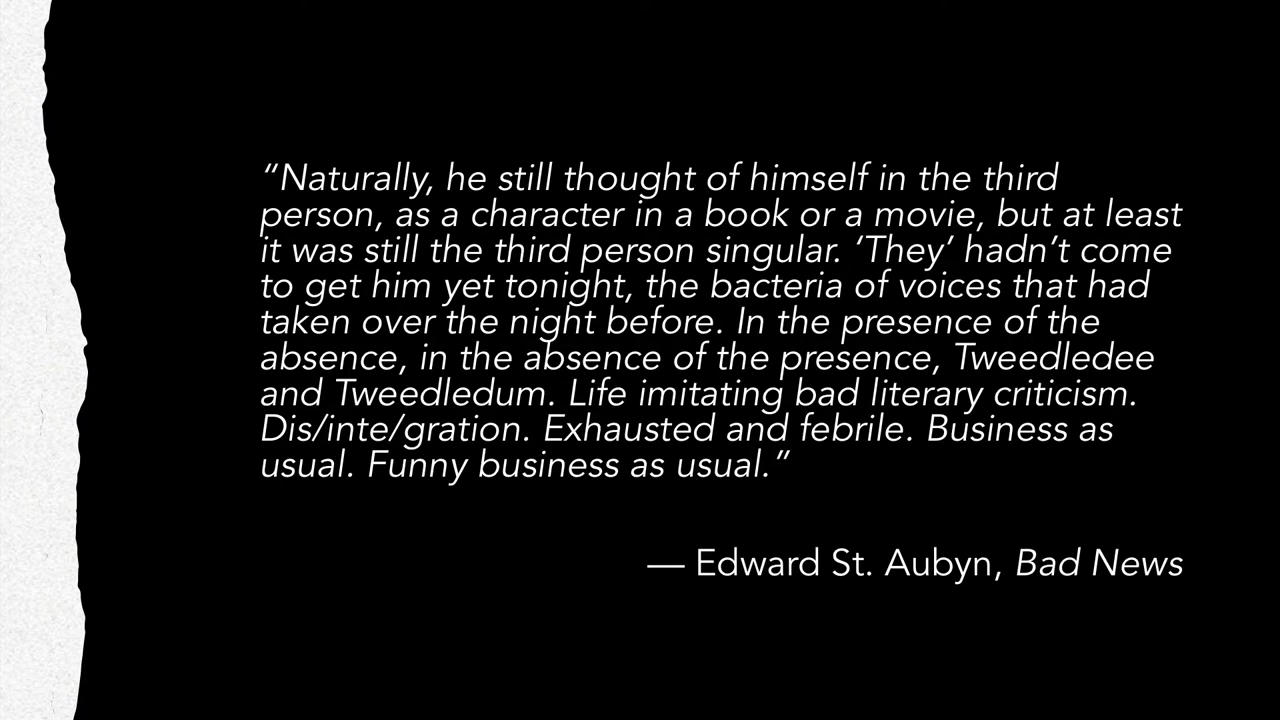 “Naturally, he still thought of himself in the third
person, as a character in a book or a movie, but at least
it was still the third person singular. ‘They’ hadn’t come
to get him yet tonight, the bacteria of voices that had
taken over the night before. In the presence of the
absence, in the absence of the presence, Tweedledee
and Tweedledum. Life imitating bad literary criticism.
Dis/inte/gration. Exhausted and febrile. Business as
usual. Funny business as usual.”
— Edward St. Aubyn, Bad News